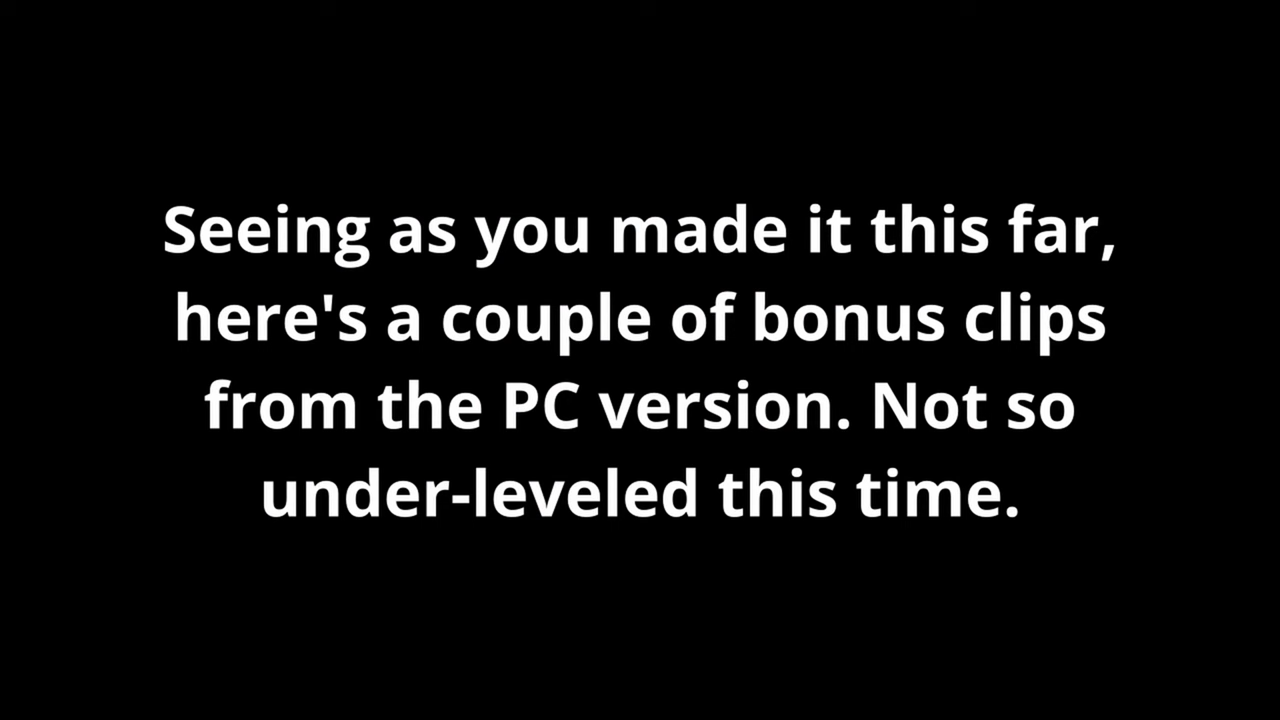 Seeing as you made it this far,
here's a couple of bonus clips
from the PC version. Not so
under-leveled this time.